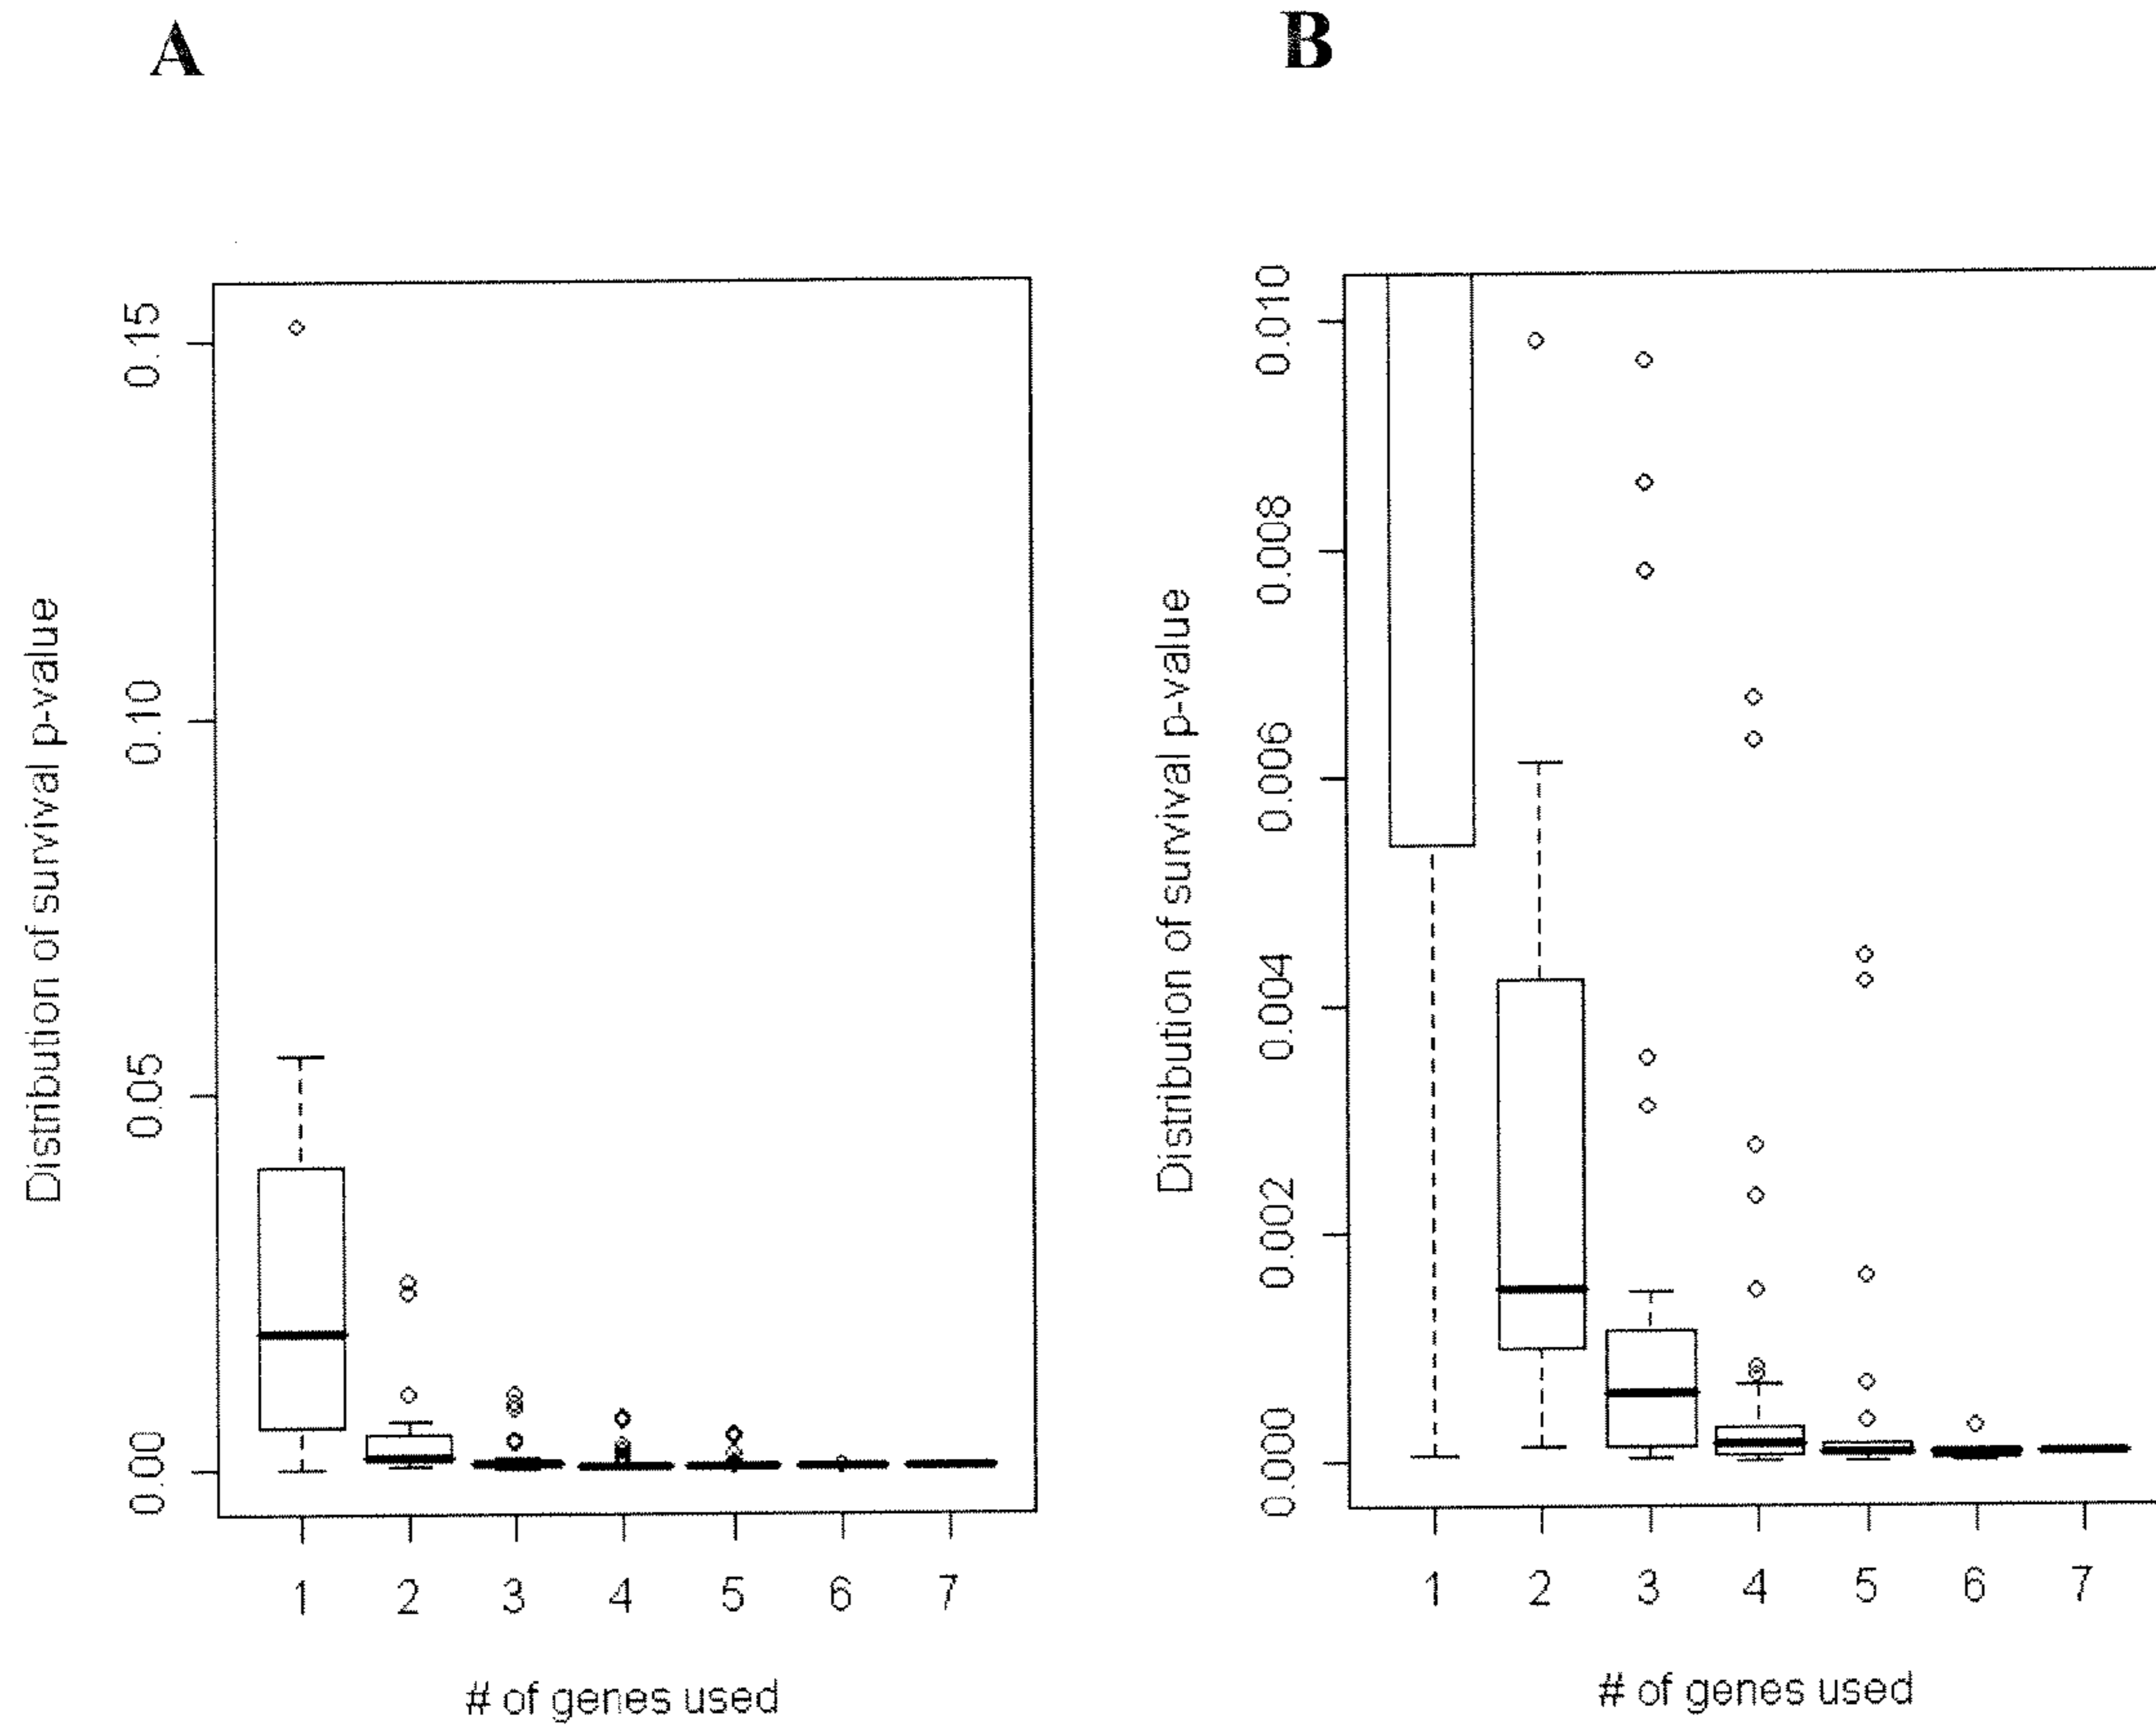 A
B
Distribution of survival p-value
0.15
0.10
0.05
0.00
1 2 3 4 5 6 7
# of genes used
Distribution of survival p-value
0.010
0.008
0.006
0.004
0.002
0.000
1 2 3 4 5 6 7
# of genes used